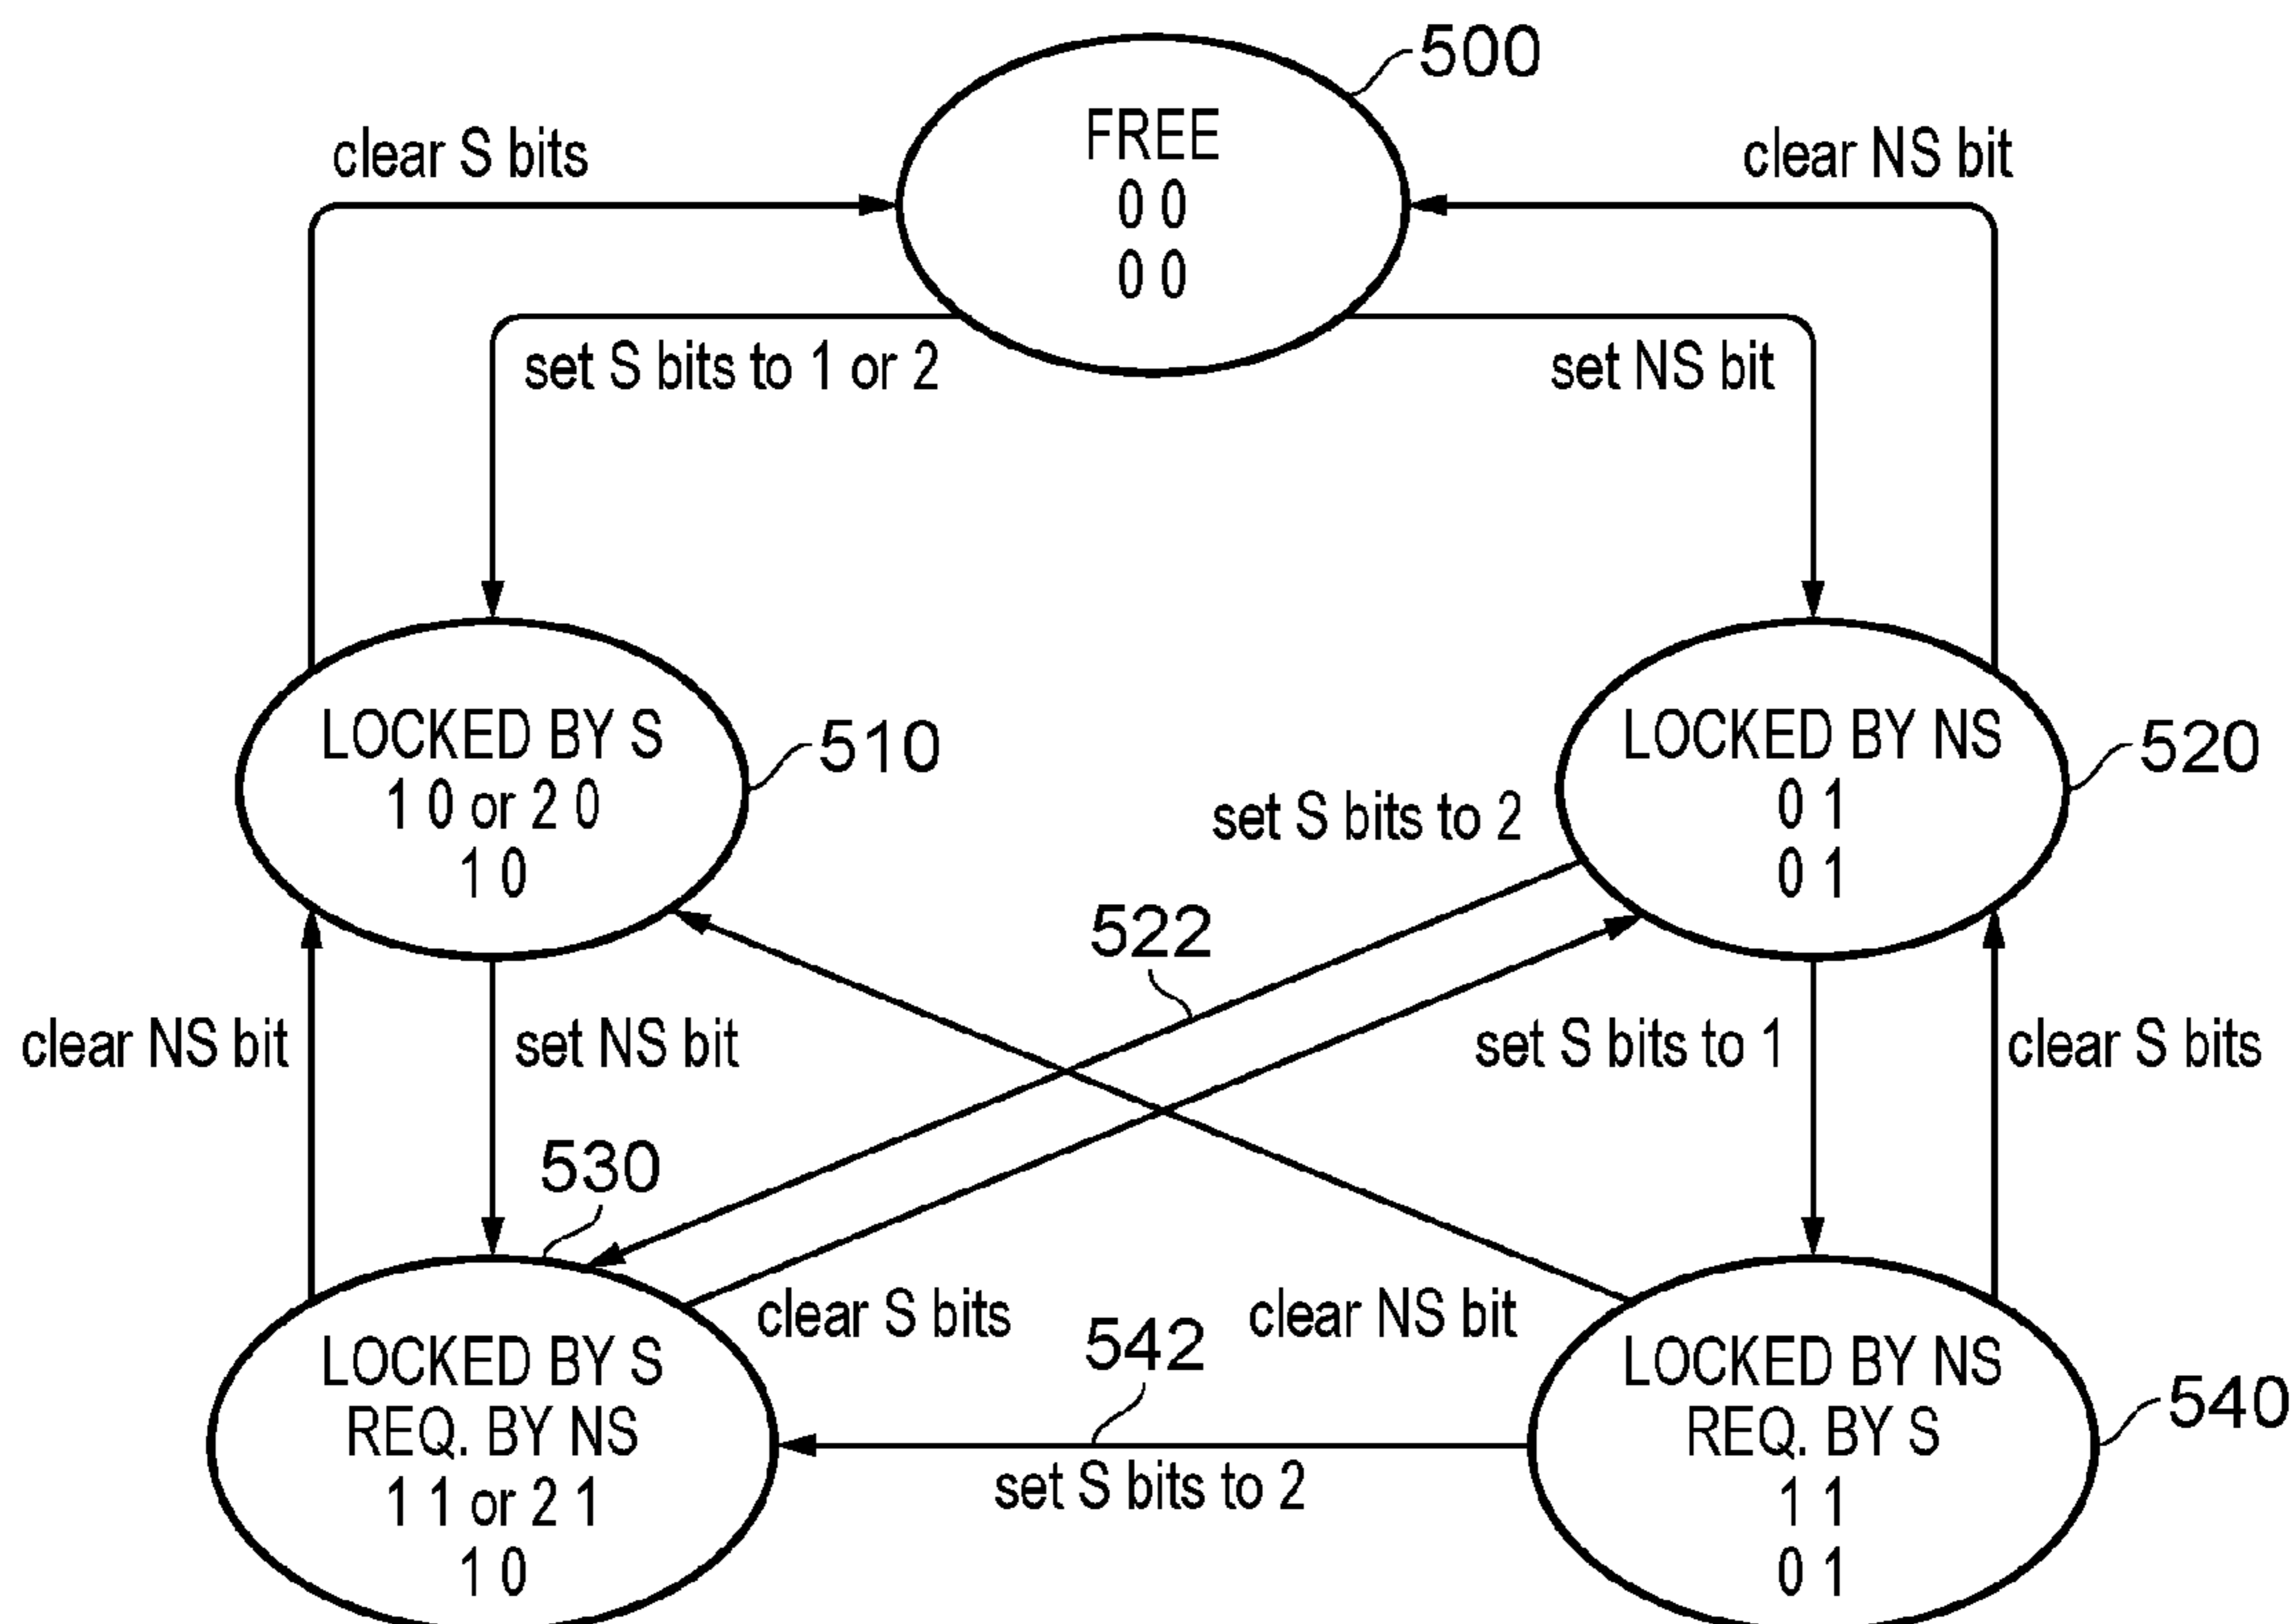 500
FREE
0 0
0 0
clear S bits
clear NS bit
set S bits to 1 or 2
set NS bit
LOCKED BY S
1 0 or 2 0
1 0
510
LOCKED BY NS
0 1
0 1
520
set S bits to 2
522
clear NS bit
set NS bit
set S bits to 1
clear S bits
530
clear S bits
clear NS bit
542
set S bits to 2
LOCKED BY S
REQ. BY NS
1 1 or 2 1
1 0
LOCKED BY NS
REQ. BY S
1 1
0 1
540